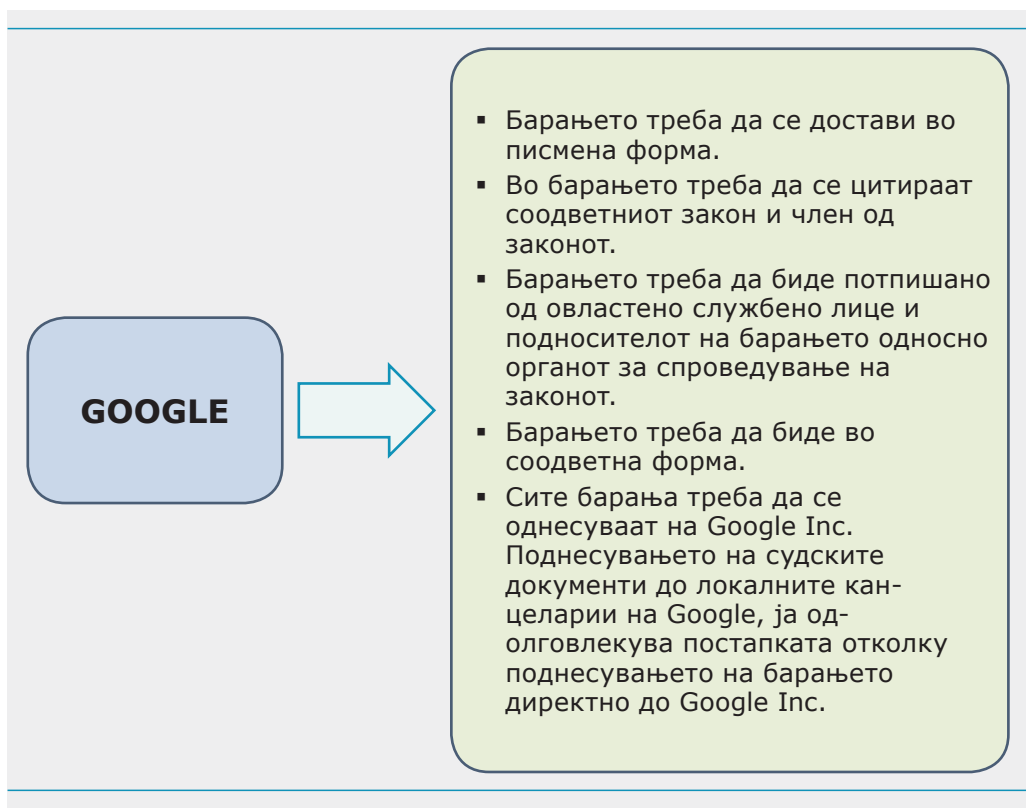 GOOGLE
▪ Барањето треба да се достави во
писмена форма.
▪ Во барањето треба да се цитираат
соодветниот закон и член од
законот.
▪ Барањето треба да биде потпишано
од овластено службено лице и
подносителот на барањето односно
органот за спроведување на
законот.
▪ Барањето треба да биде во
соодветна форма.
▪ Сите барања треба да се
однесуваат на Google Inc.
Поднесувањето на судските
документи до локалните кан-
целарии на Google, ја од-
олговлекува постапката отколку
поднесувањето на барањето
директно до Google Inc.